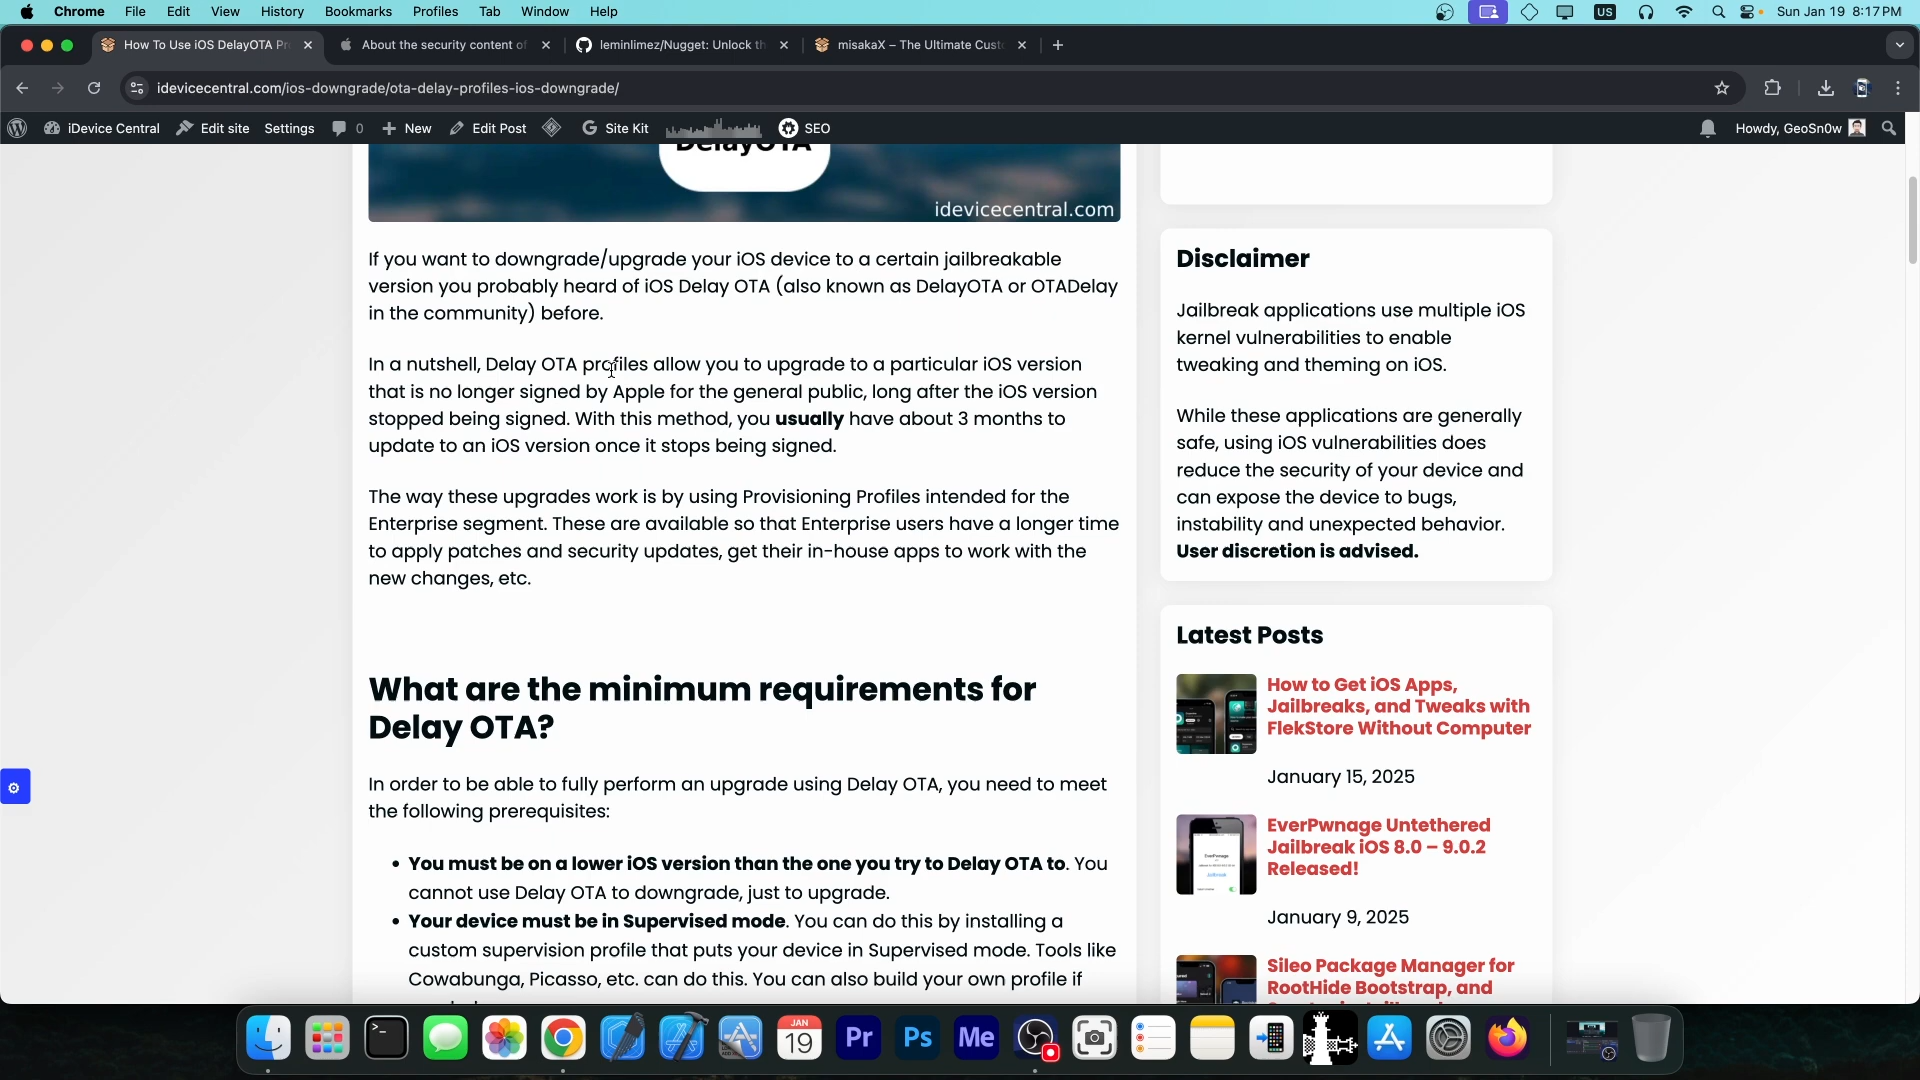 Chrome File Edit View History Bookmarks Profiles Tab Window Help US Sun Jan 19 8:17 PM
How To Use iOS DelayOTA Pr About the security content of leminlimez/Nugget: Unlock th misakaX – The Ultimate Cust
idevicecentral.com/ios-downgrade/ota-delay-profiles-ios-downgrade/
iDevice Central Edit site Settings 0 New Edit Post Site Kit SEO Howdy, GeoSn0w
DelayOTA
idevicecentral.com
If you want to downgrade/upgrade your iOS device to a certain jailbreakable
version you probably heard of iOS Delay OTA (also known as DelayOTA or OTADelay
in the community) before.
In a nutshell, Delay OTA profiles allow you to upgrade to a particular iOS version
that is no longer signed by Apple for the general public, long after the iOS version
stopped being signed. With this method, you usually have about 3 months to
update to an iOS version once it stops being signed.
The way these upgrades work is by using Provisioning Profiles intended for the
Enterprise segment. These are available so that Enterprise users have a longer time
to apply patches and security updates, get their in-house apps to work with the
new changes, etc.
What are the minimum requirements for
Delay OTA?
In order to be able to fully perform an upgrade using Delay OTA, you need to meet
the following prerequisites:
• You must be on a lower iOS version than the one you try to Delay OTA to. You
cannot use Delay OTA to downgrade, just to upgrade.
• Your device must be in Supervised mode. You can do this by installing a
custom supervision profile that puts your device in Supervised mode. Tools like
Cowabunga, Picasso, etc. can do this. You can also build your own profile if
Disclaimer
Jailbreak applications use multiple iOS
kernel vulnerabilities to enable
tweaking and theming on iOS.
While these applications are generally
safe, using iOS vulnerabilities does
reduce the security of your device and
can expose the device to bugs,
instability and unexpected behavior.
User discretion is advised.
Latest Posts
How to Get iOS Apps,
Jailbreaks, and Tweaks with
FlekStore Without Computer
January 15, 2025
EverPwnage Untethered
Jailbreak iOS 8.0 – 9.0.2
Released!
January 9, 2025
Sileo Package Manager for
RootHide Bootstrap, and
JAN
19
Pr
Ps
Me